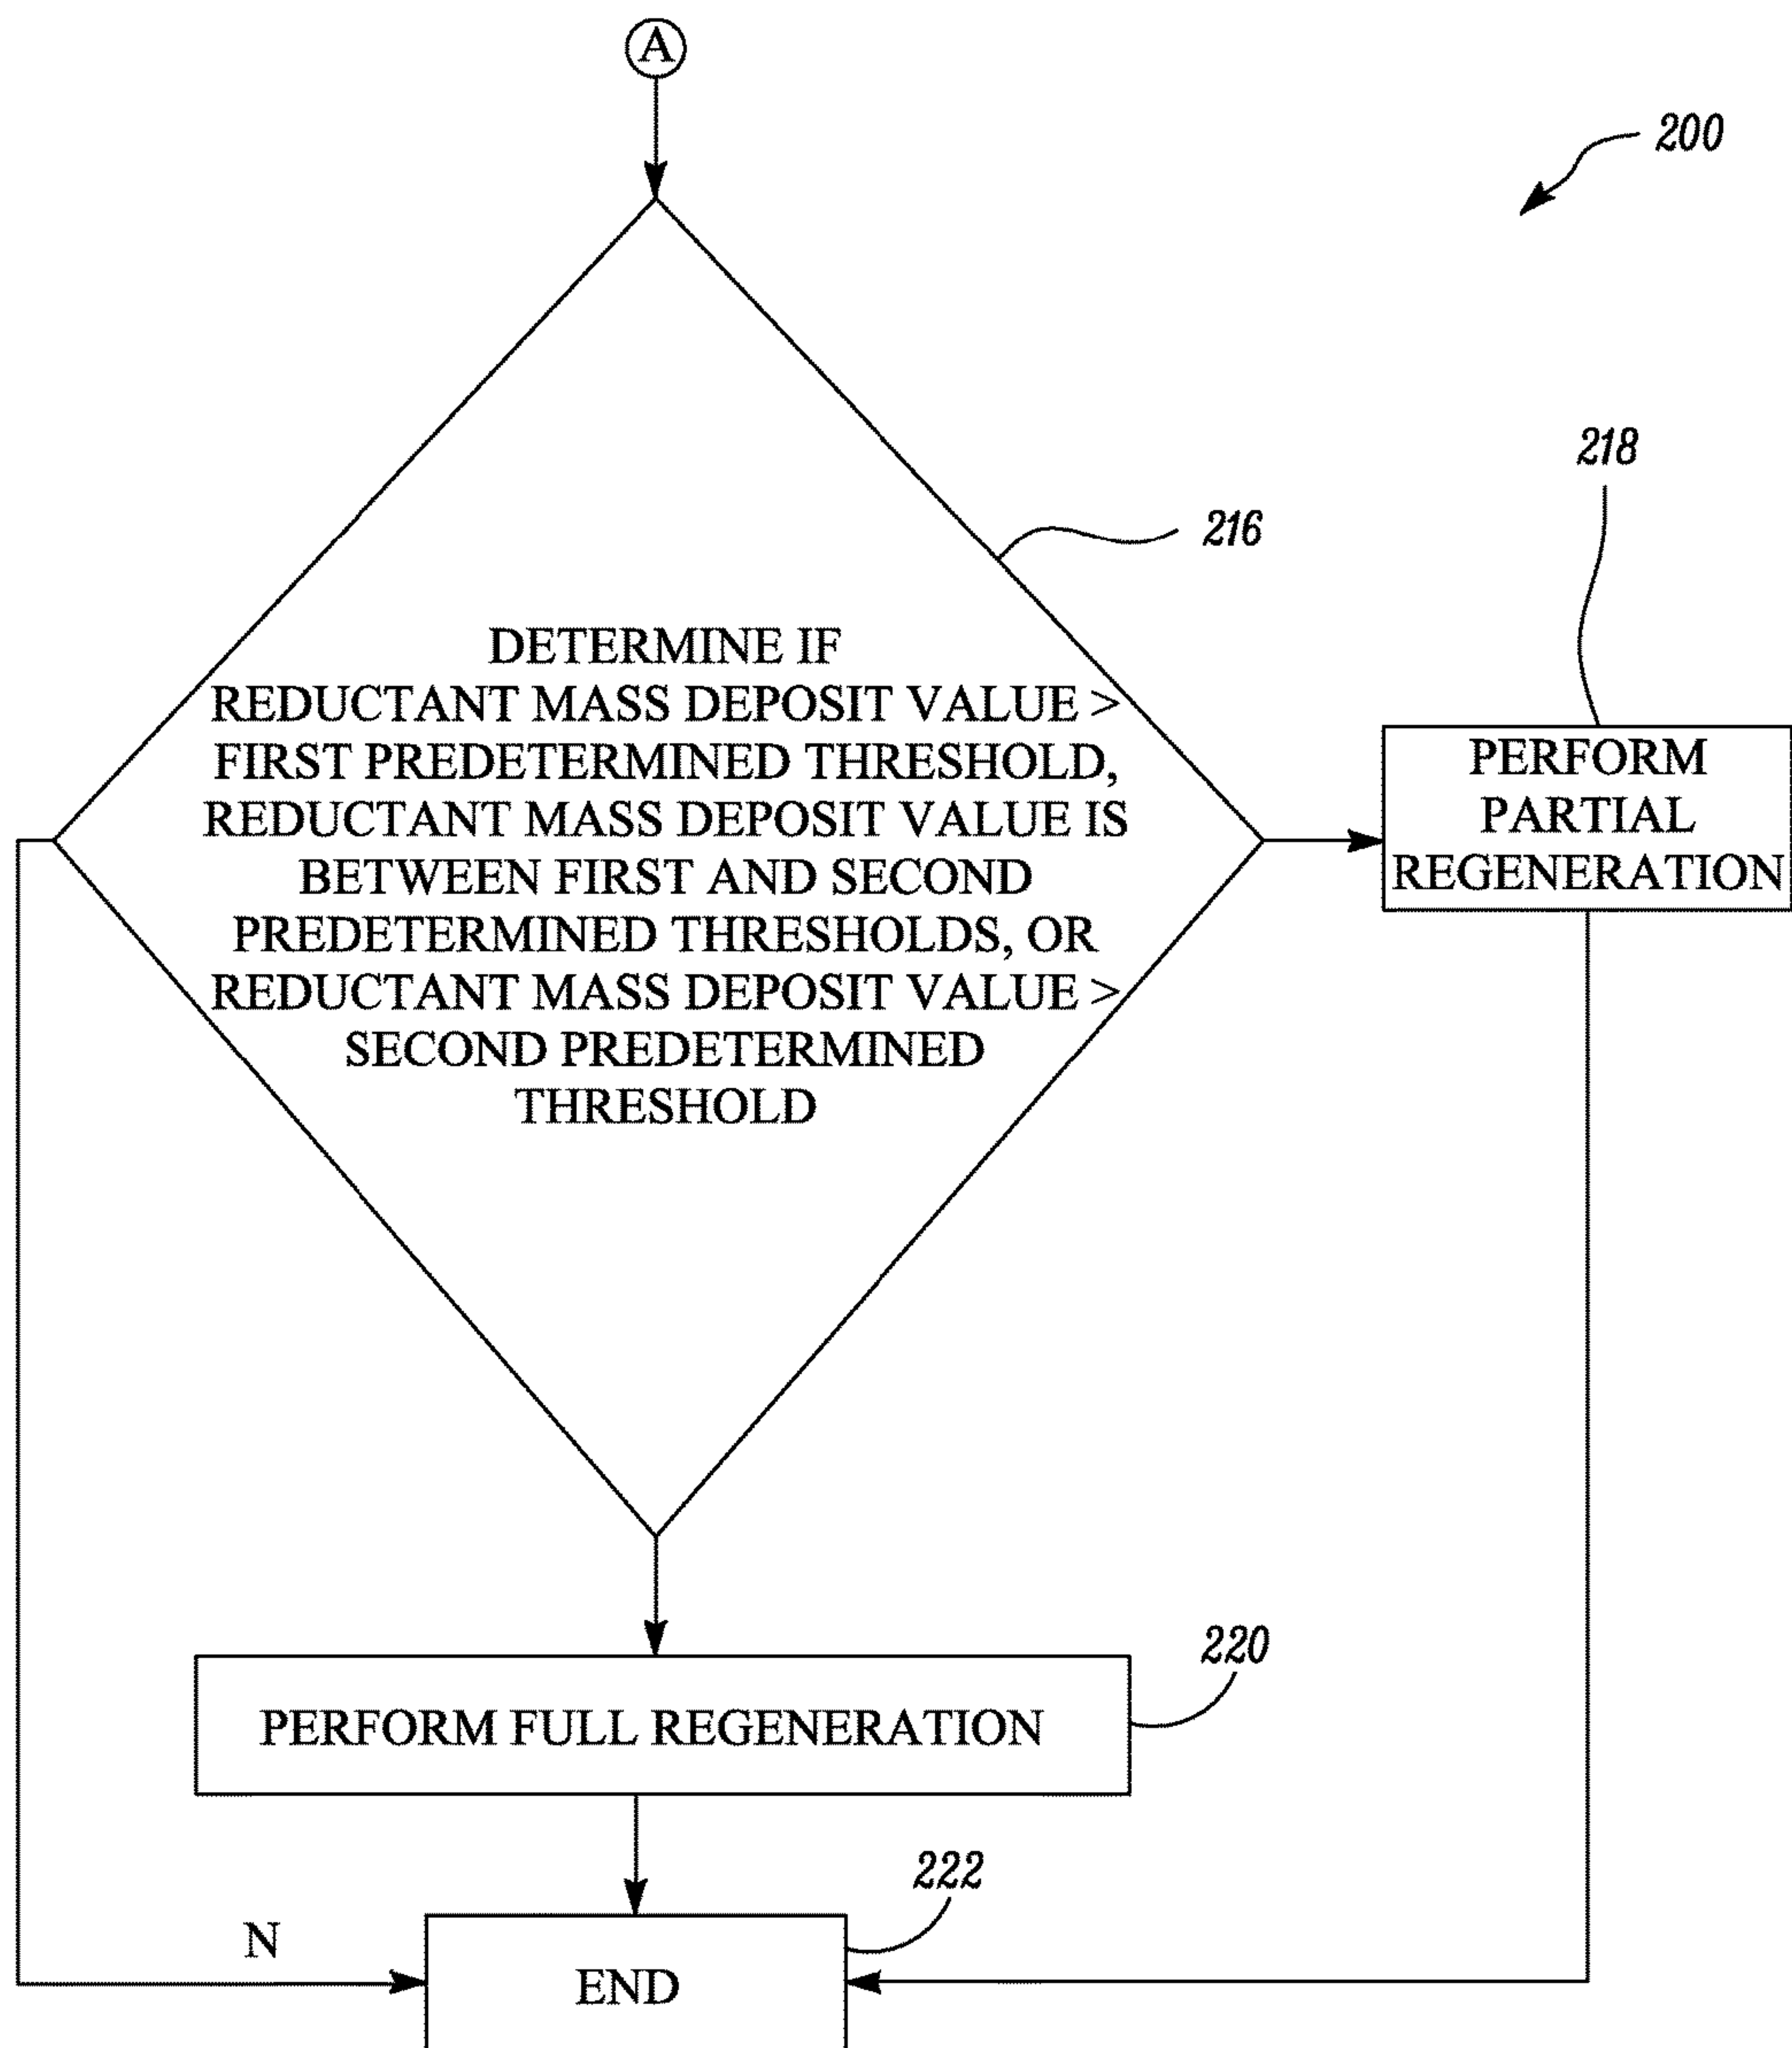 A
200
218
216
DETERMINE IF
REDUCTANT MASS DEPOSIT VALUE >
FIRST PREDETERMINED THRESHOLD,
REDUCTANT MASS DEPOSIT VALUE IS
BETWEEN FIRST AND SECOND
PREDETERMINED THRESHOLDS, OR
REDUCTANT MASS DEPOSIT VALUE >
SECOND PREDETERMINED
THRESHOLD
PERFORM
PARTIAL
REGENERATION
220
PERFORM FULL REGENERATION
222
N
END